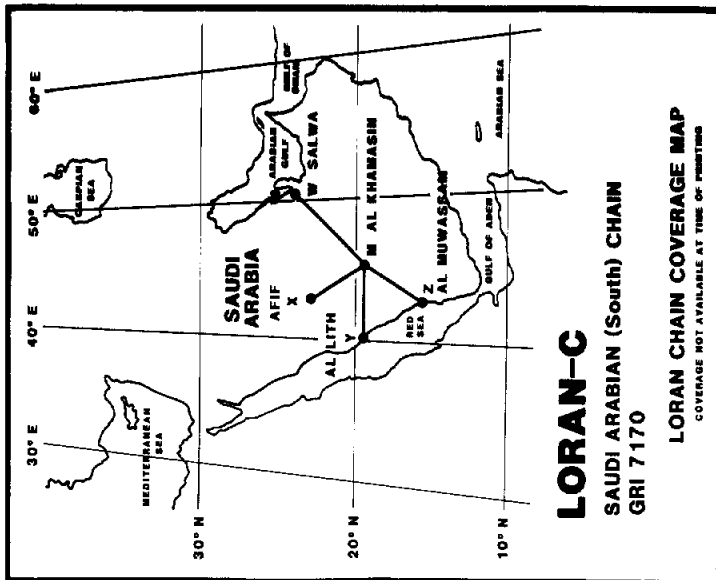 30° E
40° E
50° E
60° E
CASPIAN
SEA
MEDITERRANEAN
SEA
30° N
SAUDI
ARABIA
AFIF
X
ARABIAN
GULF
GULF OF
OMAN
W SALWA
20° N
AL LITH
Y
M AL KHAMASIN
RED
SEA
Z
AL MUWASSAM
GULF OF ADEN
ARABIAN SEA
10° N
LORAN-C
SAUDI ARABIAN (South) CHAIN
GRI 7170
LORAN CHAIN COVERAGE MAP
COVERAGE NOT AVAILABLE AT TIME OF PRINTING